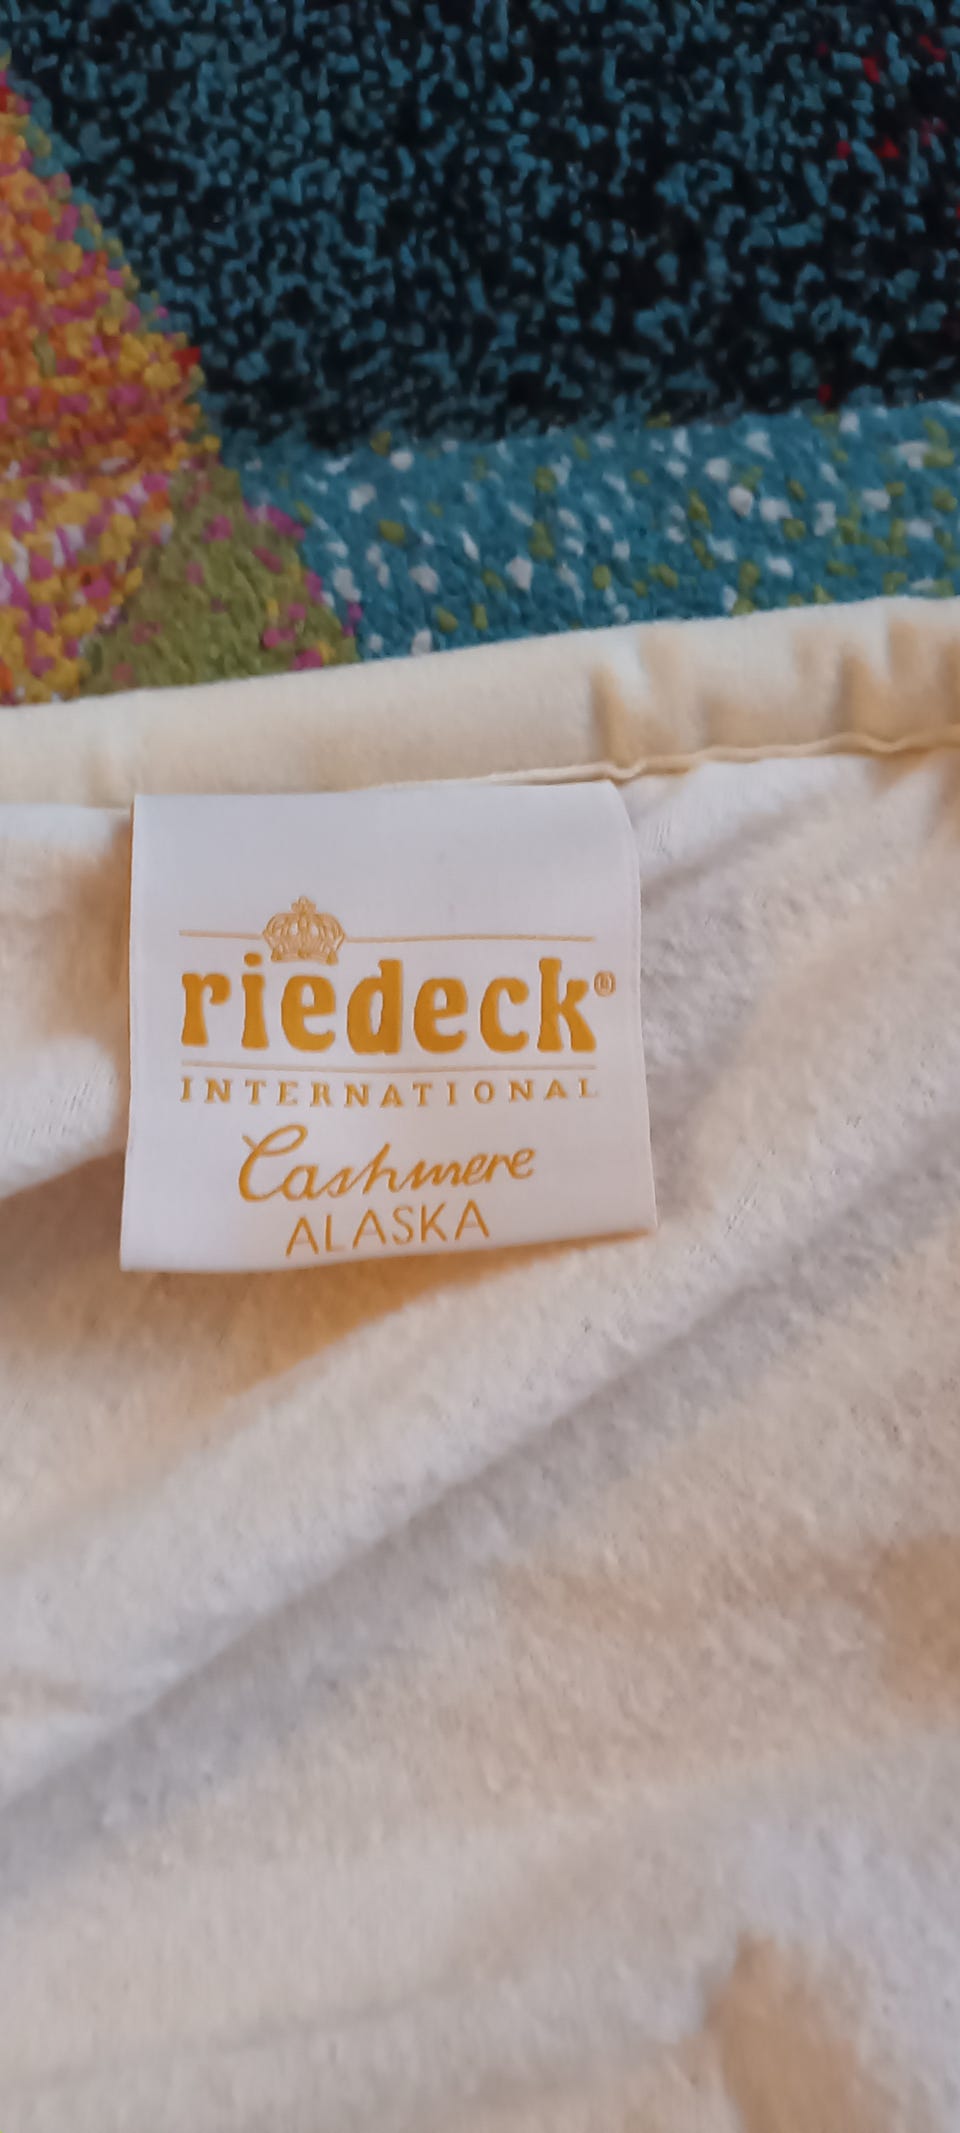 riedeck®
INTERNATIONAL
Cashmere
ALASKA